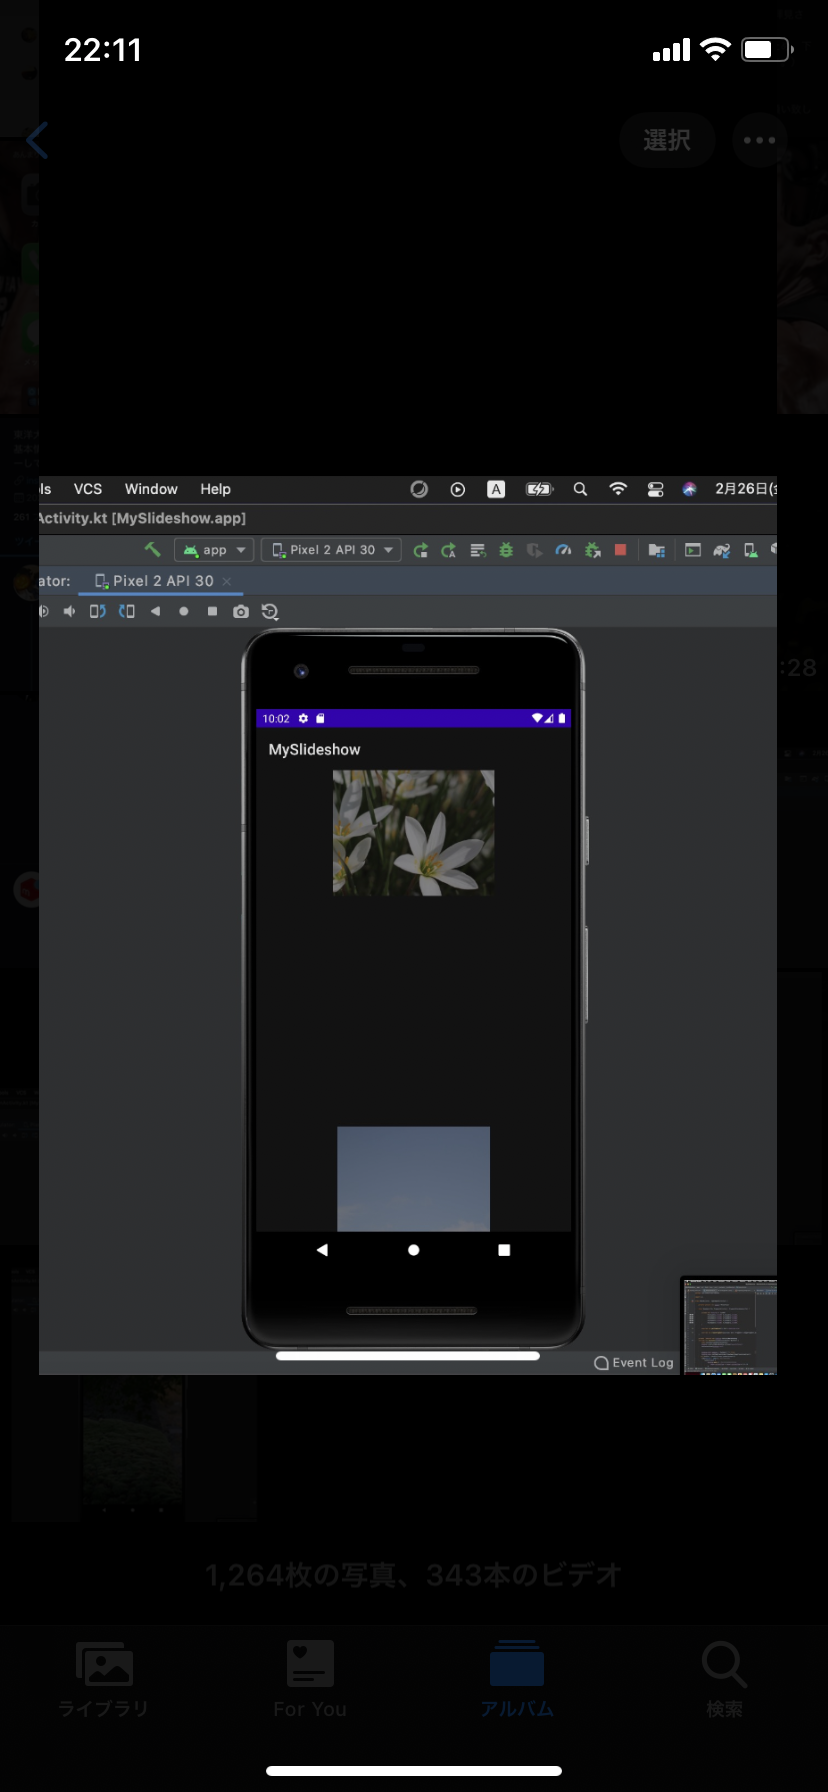 22:11
選択
ls VCS Window Help A 2月26日(金
Activity.kt [MySlideshow.app]
app Pixel 2 API 30
ator: Pixel 2 API 30
10:02
MySlideshow
:28
Event Log
1,264枚の写真、343本のビデオ
ライブラリ For You アルバム 検索